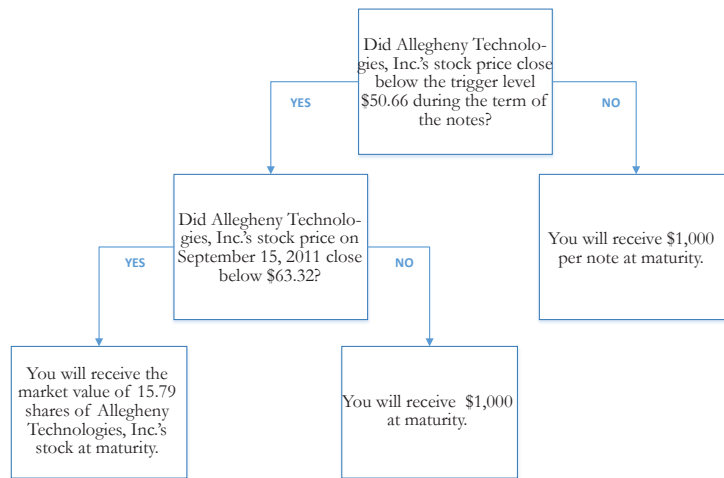 Did Allegheny Technolo-
gies, Inc.'s stock price close
below the trigger level
$50.66 during the term of
the notes?
YES
NO
Did Allegheny Technolo-
gies, Inc.'s stock price on
September 15, 2011 close
below $63.32?
You will receive $1,000
per note at maturity.
YES
NO
You will receive the
market value of 15.79
shares of Allegheny
Technologies, Inc.'s
stock at maturity.
You will receive $1,000
at maturity.